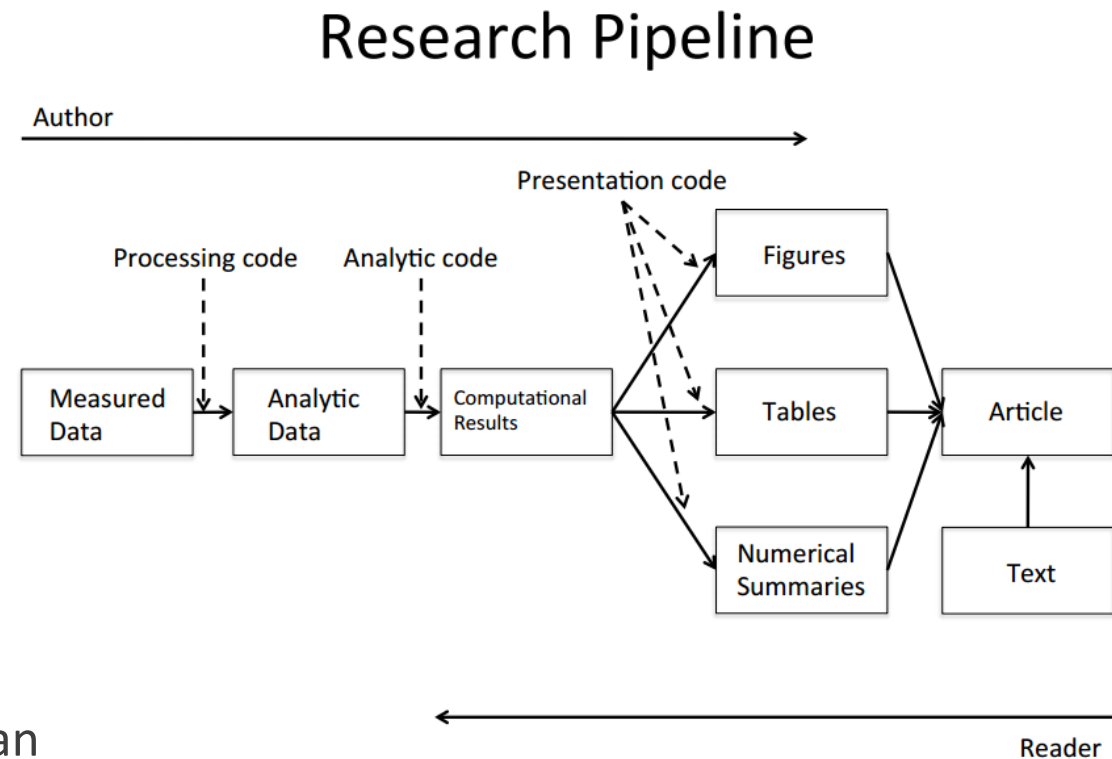 Research Pipeline
Author
Presentation code
Processing code
Analytic code
Figures
Measured
Data
Analytic
Data
Computational
Results
Tables
Article
Numerical
Summaries
Text
an
Reader